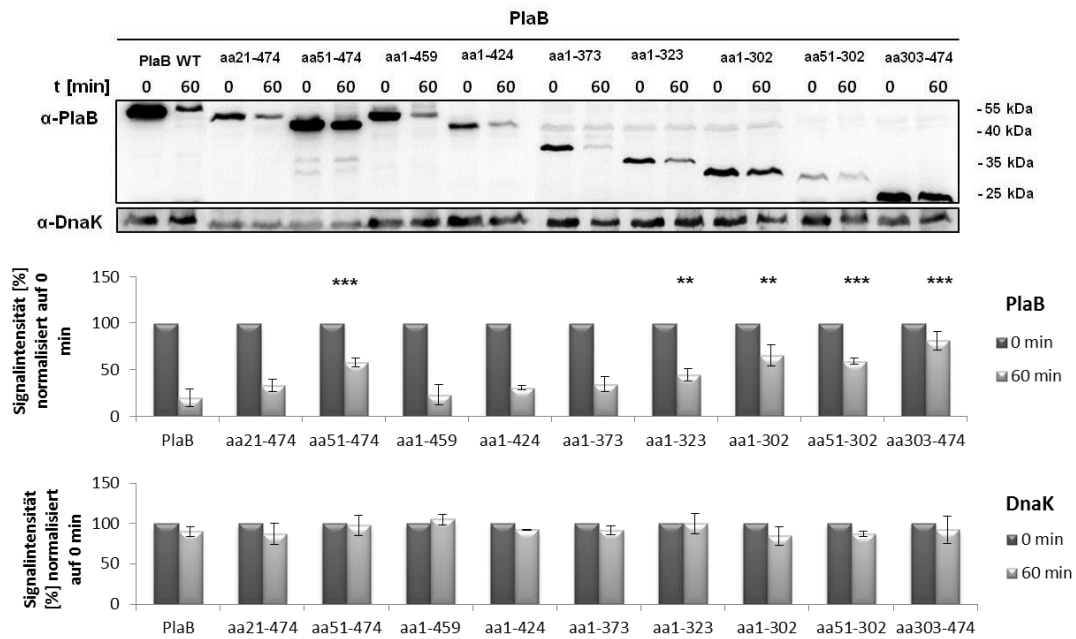 PlaB
PlaB WT aa21-474 aa51-474 aa1-459 aa1-424 aa1-373 aa1-323 aa1-302 aa51-302 aa303-474
t [min] 0 60 0 60 0 60 0 60 0 60 0 60 0 60 0 60 0 60 0 60
α-PlaB
- 55 kDa
- 40 kDa
- 35 kDa
- 25 kDa
α-DnaK
Signalintensität [%]
normalisiert auf 0
min
150
100
50
0
*** ** ** *** ***
PlaB aa21-474 aa51-474 aa1-459 aa1-424 aa1-373 aa1-323 aa1-302 aa51-302 aa303-474
PlaB
0 min
60 min
Signalintensität
[%] normalisiert
auf 0 min
150
100
50
0
PlaB aa21-474 aa51-474 aa1-459 aa1-424 aa1-373 aa1-323 aa1-302 aa51-302 aa303-474
DnaK
0 min
60 min